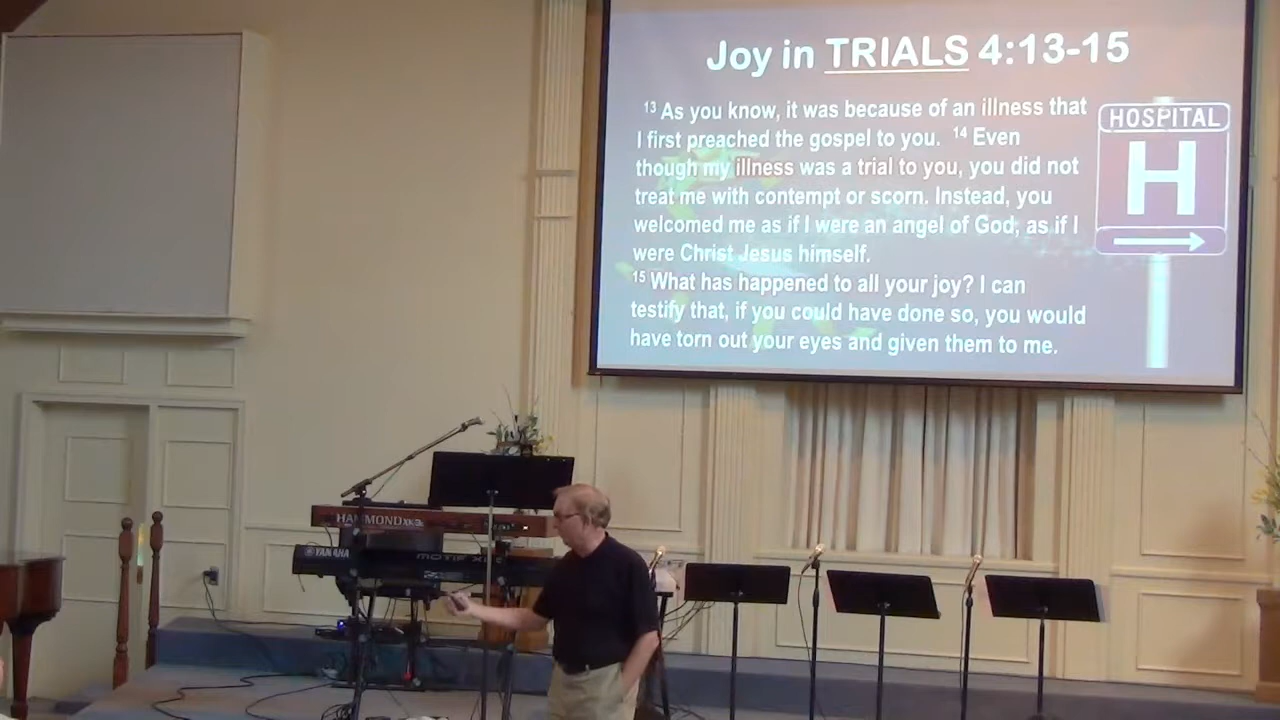 Joy in TRIALS 4:13-15
13 As you know, it was because of an illness that
I first preached the gospel to you. 14 Even
though my illness was a trial to you, you did not
treat me with contempt or scorn. Instead, you
welcomed me as if I were an angel of God, as if I
were Christ Jesus himself.
15 What has happened to all your joy? I can
testify that, if you could have done so, you would
have torn out your eyes and given them to me.
HOSPITAL
H
HAMMOND XK-3c
YAMAHA
MOTIF